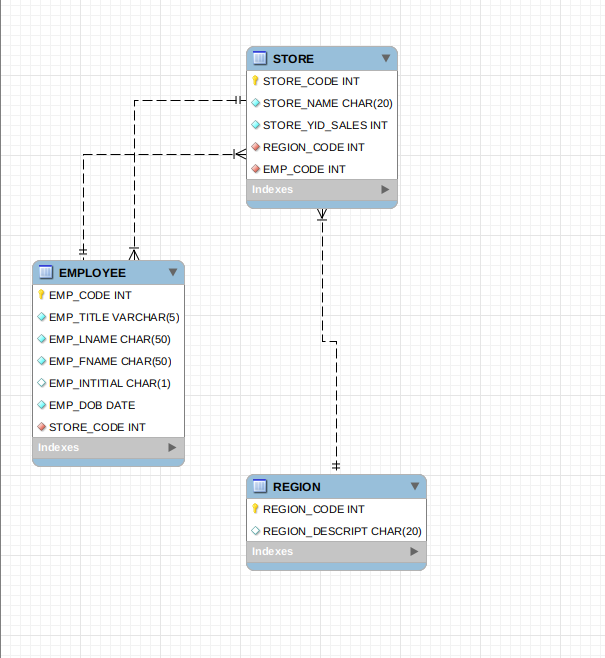 STORE
STORE_CODE INT
STORE_NAME CHAR(20)
STORE_YID_SALES INT
REGION_CODE INT
EMP_CODE INT
Indexes
EMPLOYEE
EMP_CODE INT
EMP_TITLE VARCHAR(5)
EMP_LNAME CHAR(50)
EMP_FNAME CHAR(50)
EMP_INTITIAL CHAR(1)
EMP_DOB DATE
STORE_CODE INT
Indexes
REGION
REGION_CODE INT
REGION_DESCRIPT CHAR(20)
Indexes